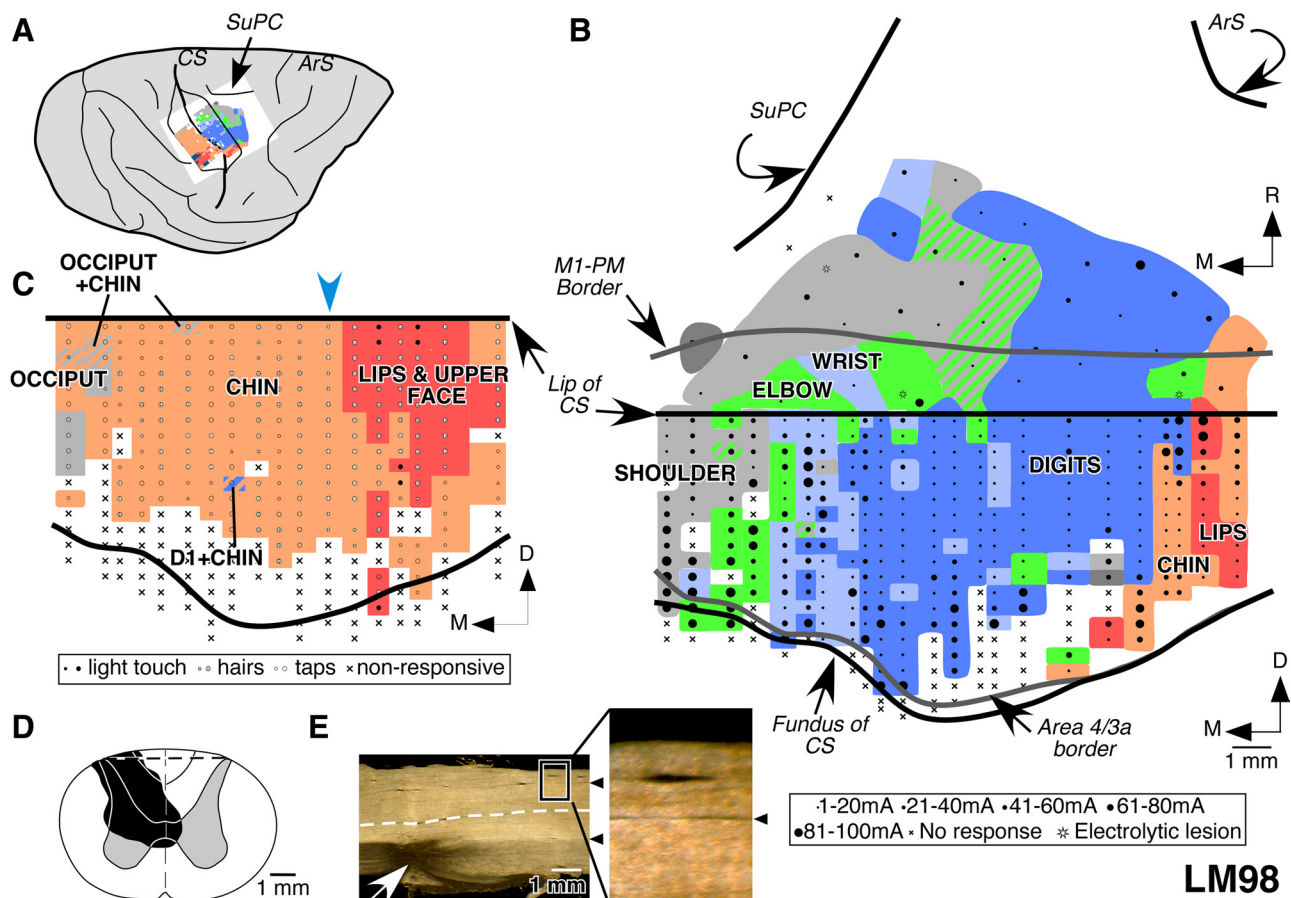 A
SuPC
CS
ArS
B
ArS
SuPC
R
M
M1-PM
Border
OCCIPUT
+CHIN
C
OCCIPUT
CHIN
LIPS & UPPER
FACE
Lip of
CS
D1+CHIN
D
M
• • light touch ∘ ◎ hairs ∘ ○ taps × non-responsive
WRIST
ELBOW
SHOULDER
DIGITS
LIPS
CHIN
Fundus of
CS
Area 4/3a
border
D
M
1 mm
D
1 mm
E
1 mm
·1-20mA •21-40mA •41-60mA •61-80mA
●81-100mA × No response ☼ Electrolytic lesion
LM98